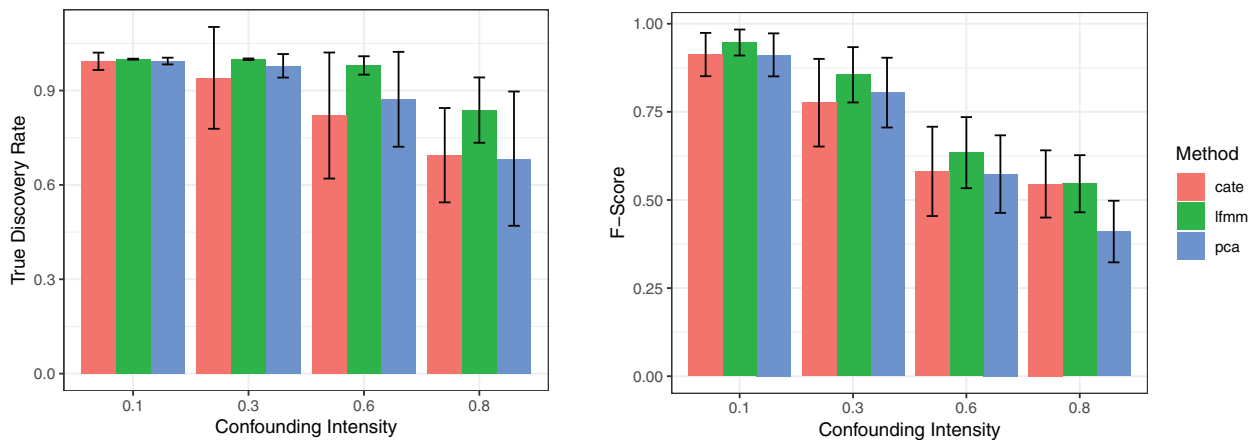 True Discovery Rate
0.9
0.6
0.3
0.0
0.1 0.3 0.6 0.8
Confounding Intensity
F−Score
1.00
0.75
0.50
0.25
0.00
0.1 0.3 0.6 0.8
Confounding Intensity
Method
cate
lfmm
pca